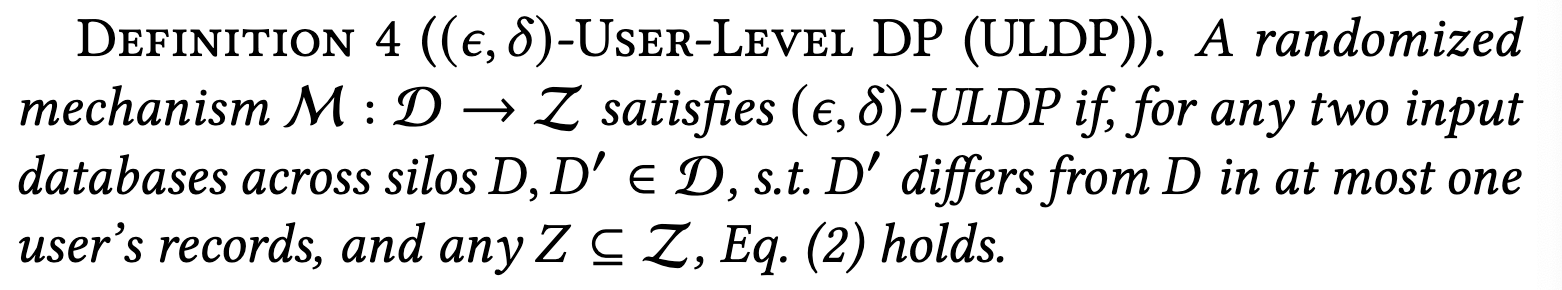 DEFINITION 4 ((ϵ, δ)-USER-LEVEL DP (ULDP)). A randomized
mechanism ℳ : 𝒟 → 𝒵 satisfies (ϵ, δ)-ULDP if, for any two input
databases across silos D, D′ ∈ 𝒟, s.t. D′ differs from D in at most one
user’s records, and any Z ⊆ 𝒵, Eq. (2) holds.